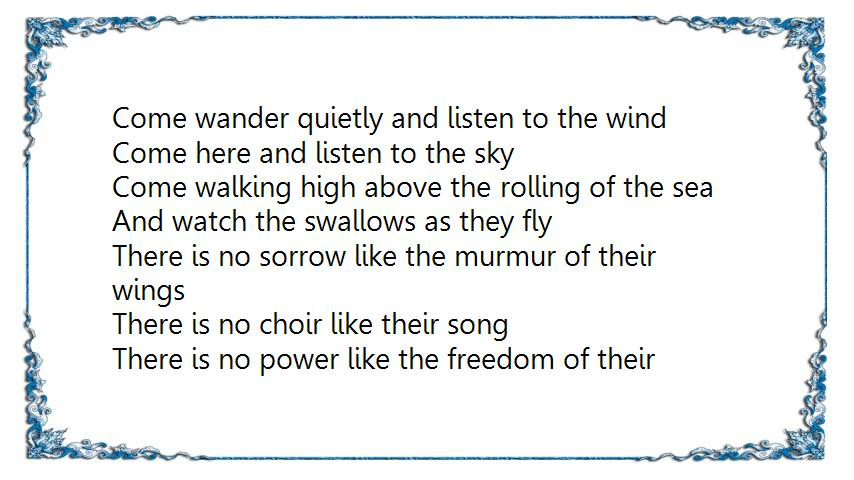 Come wander quietly and listen to the wind
Come here and listen to the sky
Come walking high above the rolling of the sea
And watch the swallows as they fly
There is no sorrow like the murmur of their
wings
There is no choir like their song
There is no power like the freedom of their